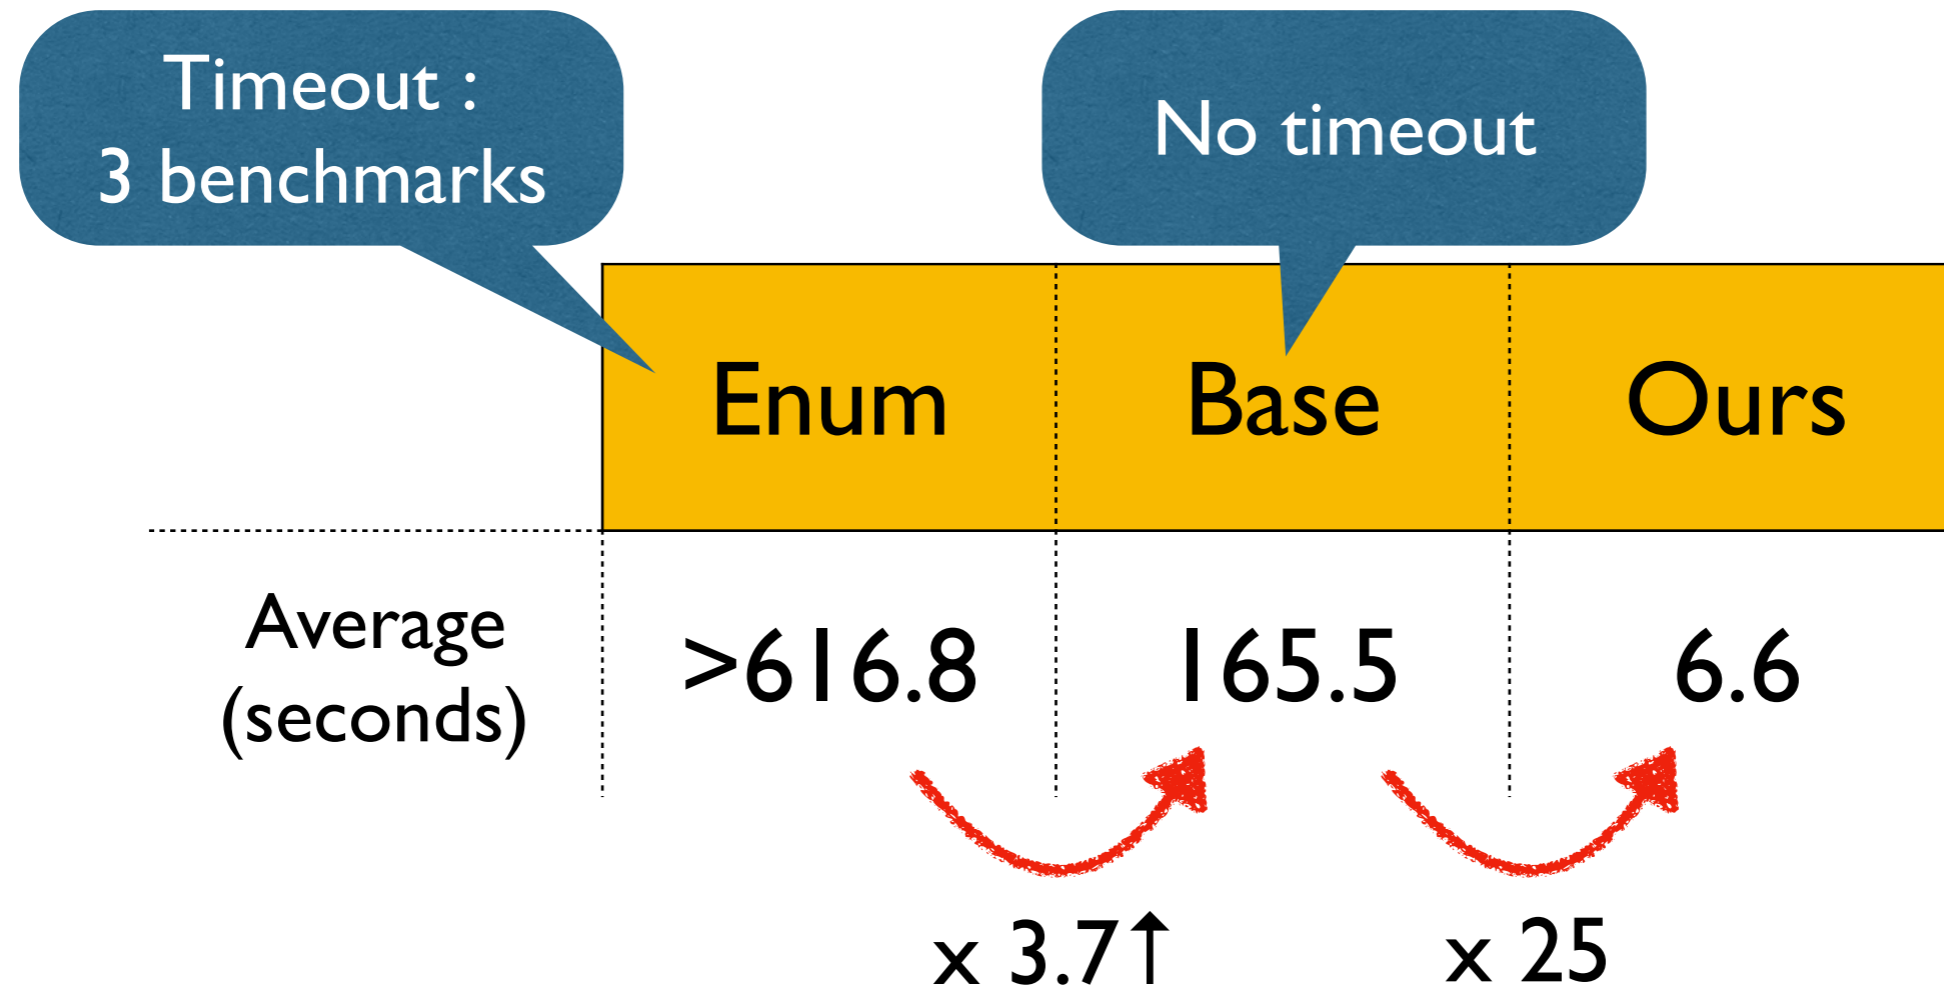 Timeout :
3 benchmarks
No timeout
Enum
Base
Ours
Average
(seconds)
>616.8
165.5
6.6
x 3.7↑
x 25